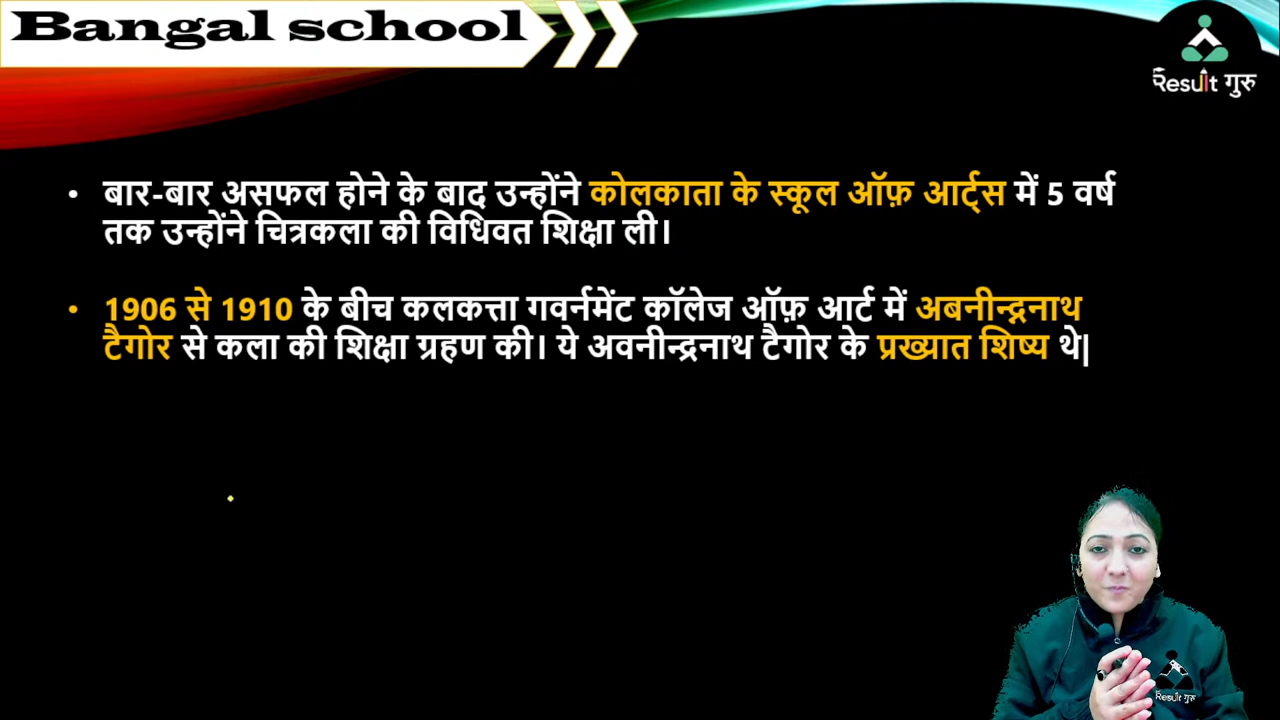 Bangal school
Result गुरु
• बार-बार असफल होने के बाद उन्होंने कोलकाता के स्कूल ऑफ़ आर्ट्स में 5 वर्ष
तक उन्होंने चित्रकला की विधिवत शिक्षा ली।
• 1906 से 1910 के बीच कलकत्ता गवर्नमेंट कॉलेज ऑफ़ आर्ट में अबनीन्द्रनाथ
टैगोर से कला की शिक्षा ग्रहण की। ये अवनीन्द्रनाथ टैगोर के प्रख्यात शिष्य थे|
Result गुरु